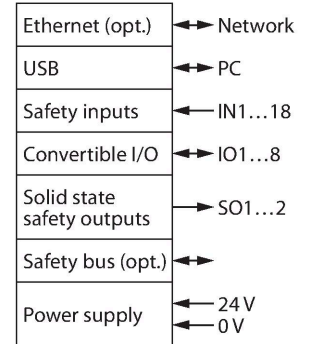 Ethernet (opt.) Network
USB PC
Safety inputs IN1...18
Convertible I/O IO1...8
Solid state
safety outputs SO1...2
Safety bus (opt.)
Power supply 24 V
0 V